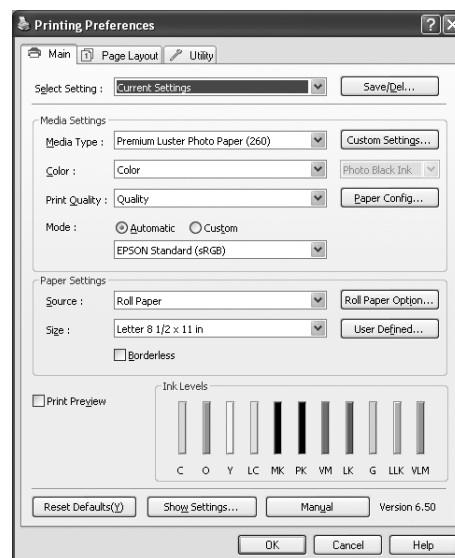 Printing Preferences
Main Page Layout Utility
Select Setting : Current Settings Save/Del...
Media Settings
Media Type : Premium Luster Photo Paper (260) Custom Settings...
Color : Color Photo Black Ink
Print Quality : Quality Paper Config...
Mode : Automatic Custom
EPSON Standard (sRGB)
Paper Settings
Source : Roll Paper Roll Paper Option...
Size : Letter 8 1/2 x 11 in User Defined...
Borderless
Print Preview
Ink Levels
C O Y LC MK PK VM LK G LLK VLM
Reset Defaults(Y) Show Settings... Manual Version 6.50
OK Cancel Help